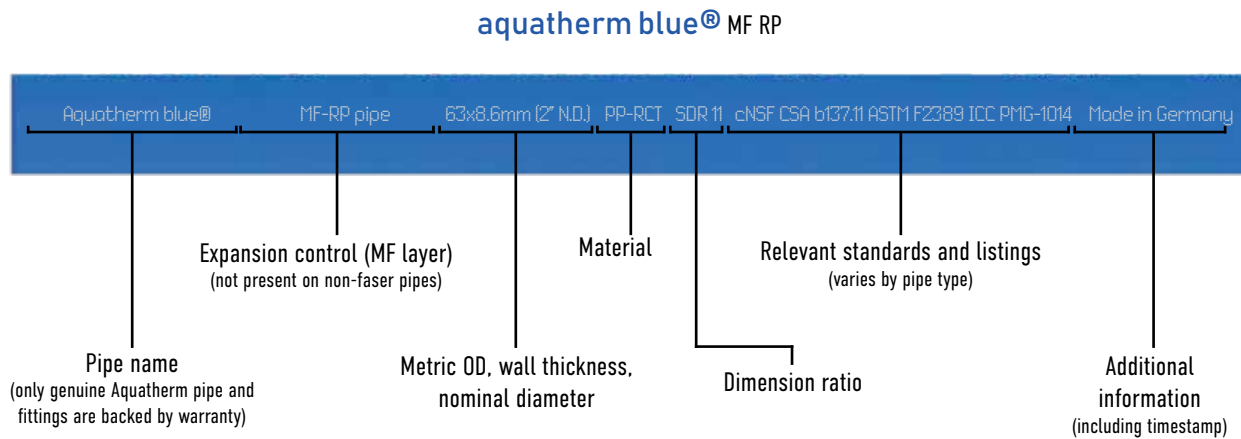 aquatherm blue® MF RP
Aquatherm blue® MF-RP pipe 63x8.6mm (2" N.D.) PP-RCT SDR 11 cNSF CSA b137.11 ASTM F2389 ICC PMG-1014 Made in Germany
Expansion control (MF layer)
(not present on non-faser pipes)
Material
Relevant standards and listings
(varies by pipe type)
Pipe name
(only genuine Aquatherm pipe and
fittings are backed by warranty)
Metric OD, wall thickness,
nominal diameter
Dimension ratio
Additional
information
(including timestamp)